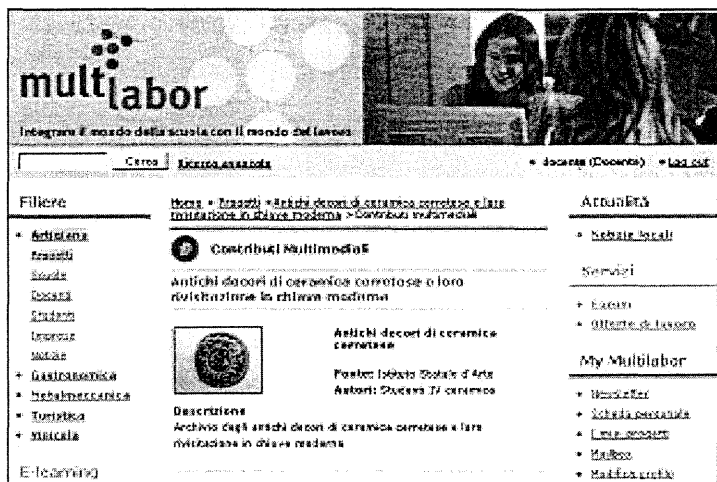 multilabor
Integrare il mondo della scuola con il mondo del lavoro
Cerca Ricerca avanzata
docente (Docente) Log out
Filiere
Artigiana
Progetti
Scuole
Docenti
Studenti
Imprese
Notizie
Gastronomica
Metalmeccanica
Turistica
Vinicola
E-learning
Home » Progetti » Antichi decori di ceramica cerretese e loro
rivisitazione in chiave moderna > Contributi multimediali
Contributi Multimediali
Antichi decori di ceramica cerretese e loro
rivisitazione in chiave moderna
Antichi decori di ceramica
cerretese
Fonte: Istituto Statale d'Arte
Autori: Studenti IV ceramica
Descrizione
Archivio degli antichi decori di ceramica cerretese e loro
rivisitazione in chiave moderna
Attualità
Notizie locali
Servizi
Forum
Offerte di lavoro
My Multilabor
Newsletter
Scheda personale
I miei progetti
Mailbox
Modifica profilo